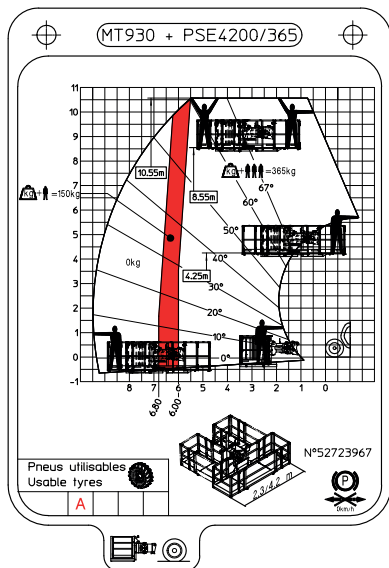 MT930 + PSE4200/365
11
10
9
8
7
6
5
4
3
2
1
0
-1
10.55m
kg + =150kg
kg + =365kg
8.55m
67°
60°
50°
40°
4.25m
0kg
30°
20°
10°
0°
8 7 6 5 4 3 2 1 0
6.80
6.00
Pneus utilisables
Usable tyres
A
2,3/4,2 m
N°52723967
P
0km/h